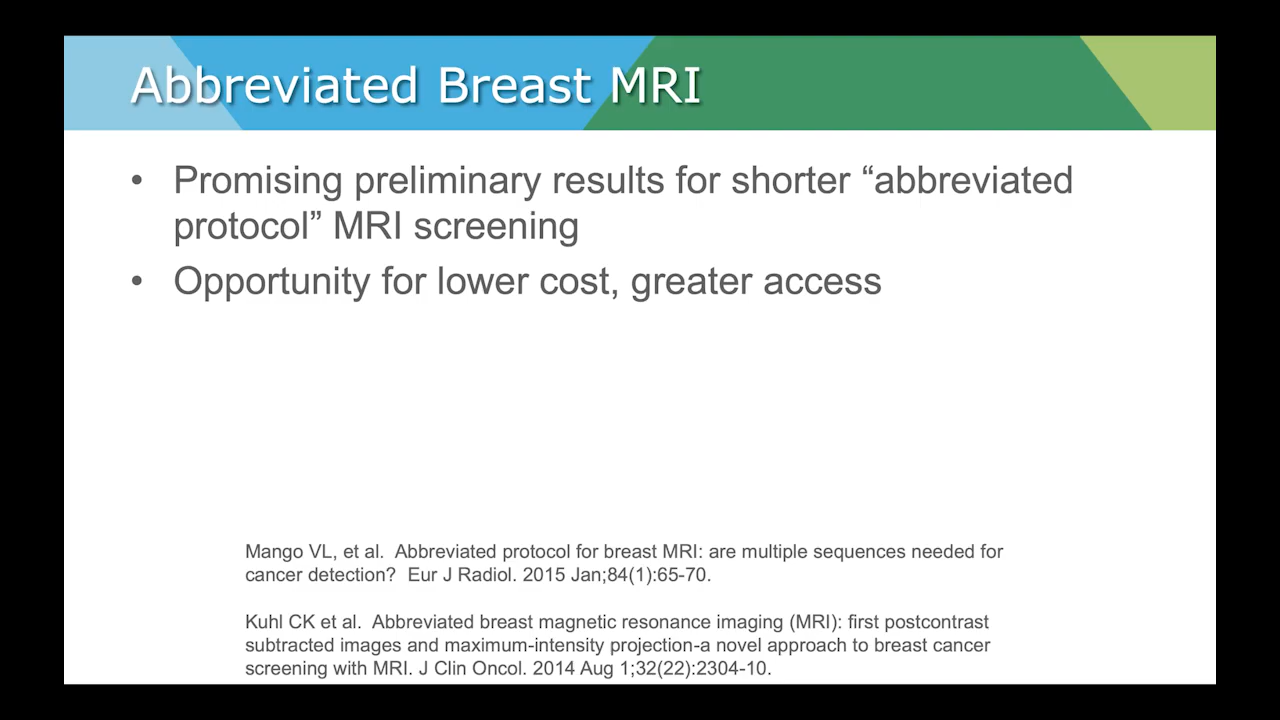 Abbreviated Breast MRI
• Promising preliminary results for shorter “abbreviated
protocol” MRI screening
• Opportunity for lower cost, greater access
Mango VL, et al.  Abbreviated protocol for breast MRI: are multiple sequences needed for
cancer detection?  Eur J Radiol. 2015 Jan;84(1):65-70.
Kuhl CK et al.  Abbreviated breast magnetic resonance imaging (MRI): first postcontrast
subtracted images and maximum-intensity projection-a novel approach to breast cancer
screening with MRI. J Clin Oncol. 2014 Aug 1;32(22):2304-10.